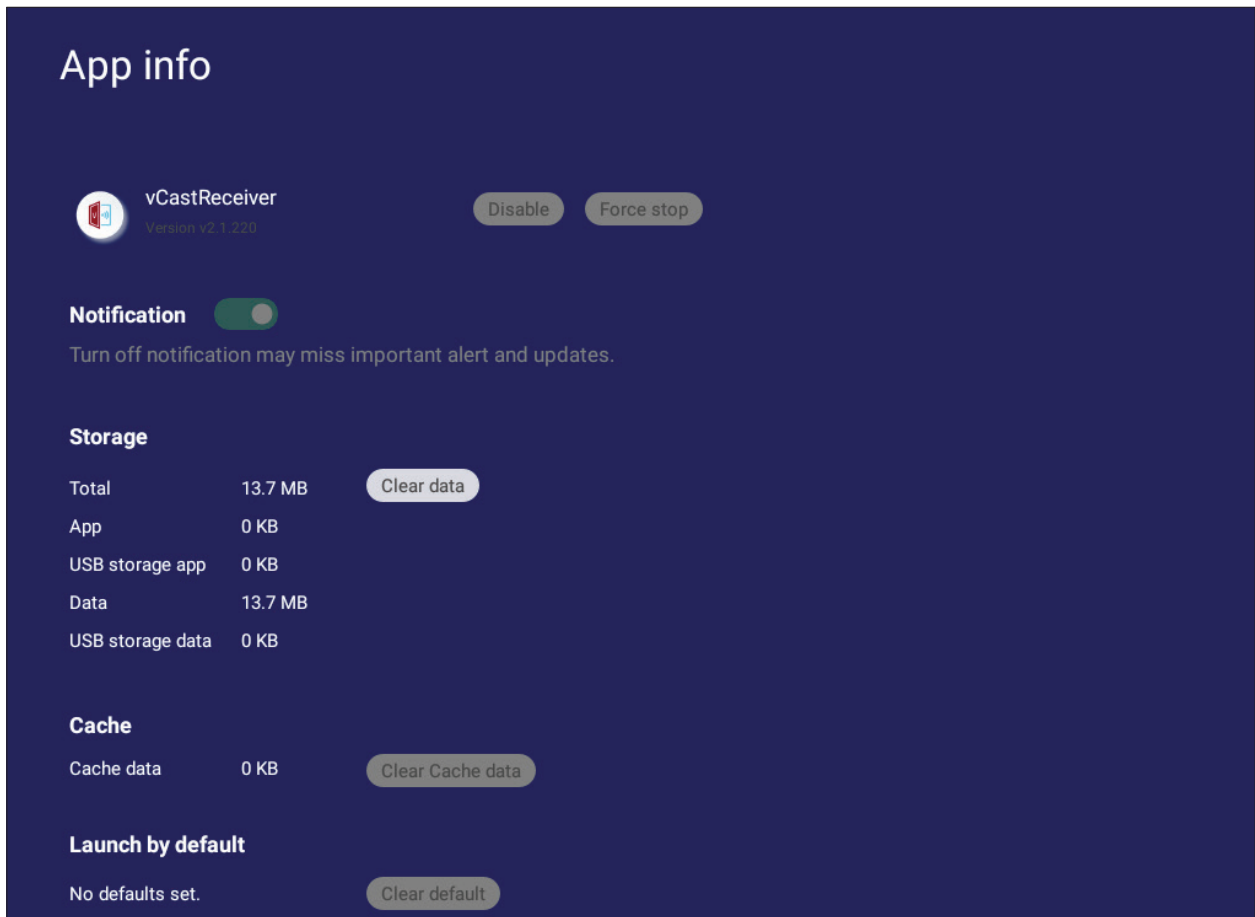 App info
vCastReceiver
Disable
Force stop
Version v2.1.220
Notification
Turn off notification may miss important alert and updates.
Storage
Total 13.7 MB Clear data
App 0 KB
USB storage app 0 KB
Data 13.7 MB
USB storage data 0 KB
Cache
Cache data 0 KB Clear Cache data
Launch by default
No defaults set. Clear default